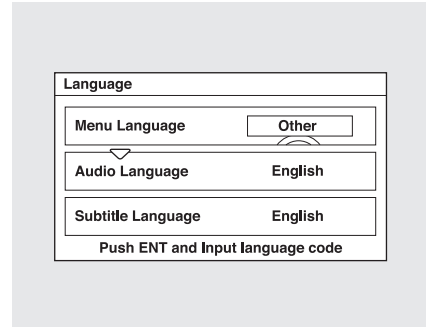 Language
Menu Language Other
Audio Language English
Subtitle Language English
Push ENT and Input language code